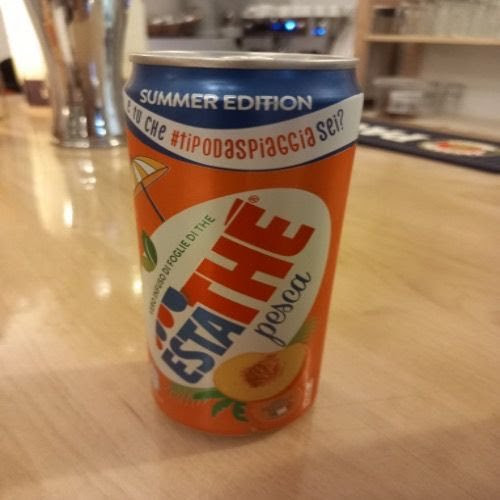 SUMMER EDITION
E TU CHE #TIPODASPIAGGIA SEI?
INFUSO DI FOGLIE DI THE
ESTATHÉ®
pesca